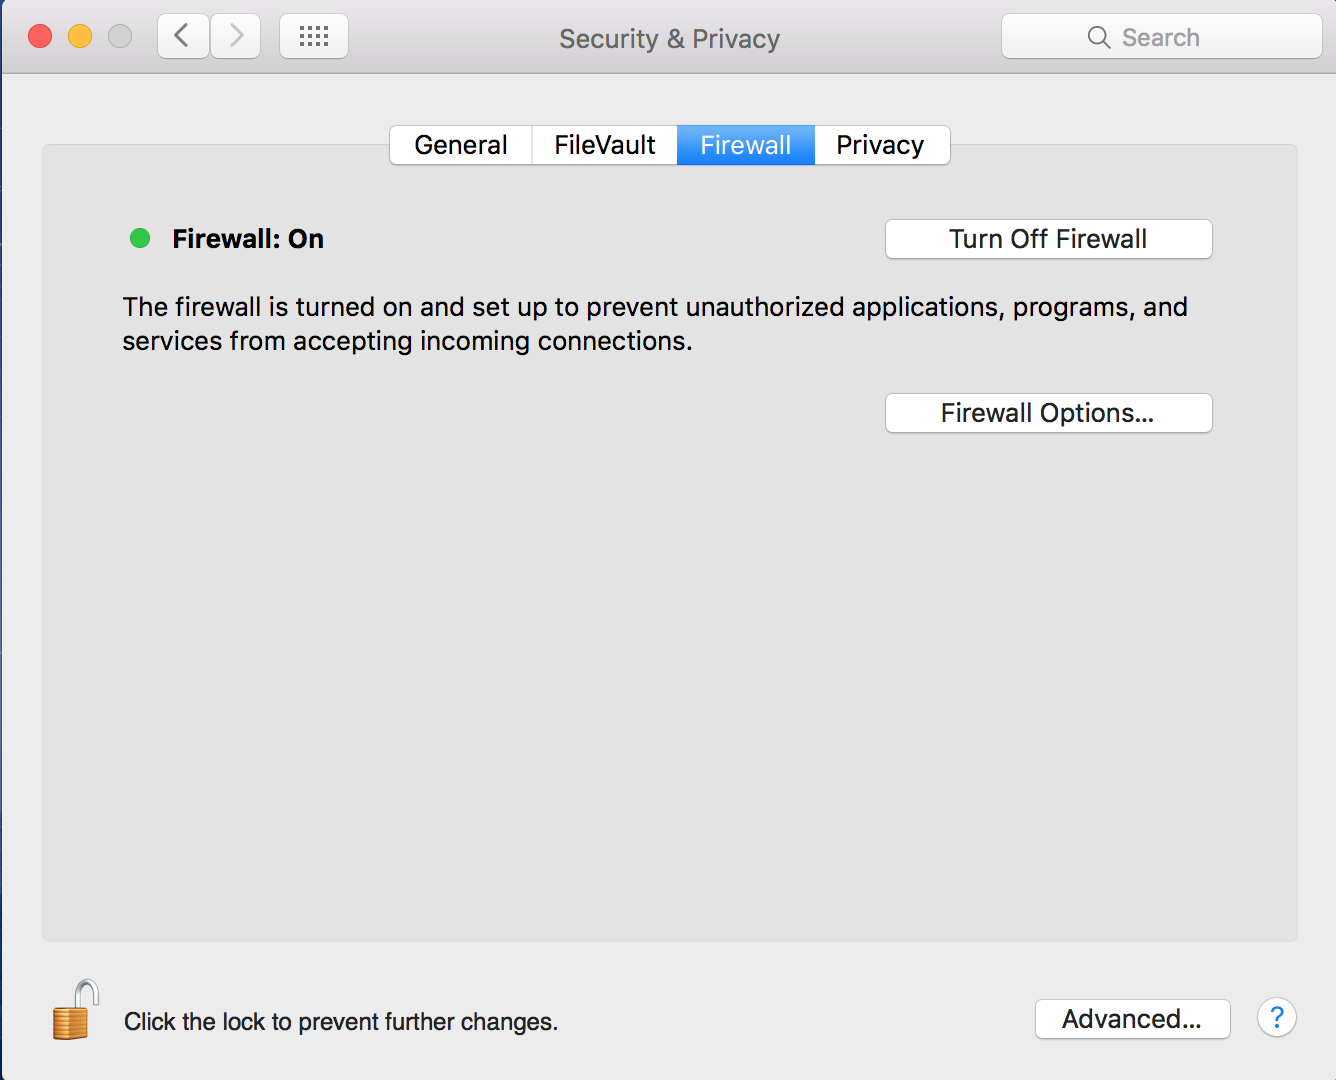 Security & Privacy
Search
General
FileVault
Firewall
Privacy
Firewall: On
Turn Off Firewall
The firewall is turned on and set up to prevent unauthorized applications, programs, and
services from accepting incoming connections.
Firewall Options...
Click the lock to prevent further changes.
Advanced...
?